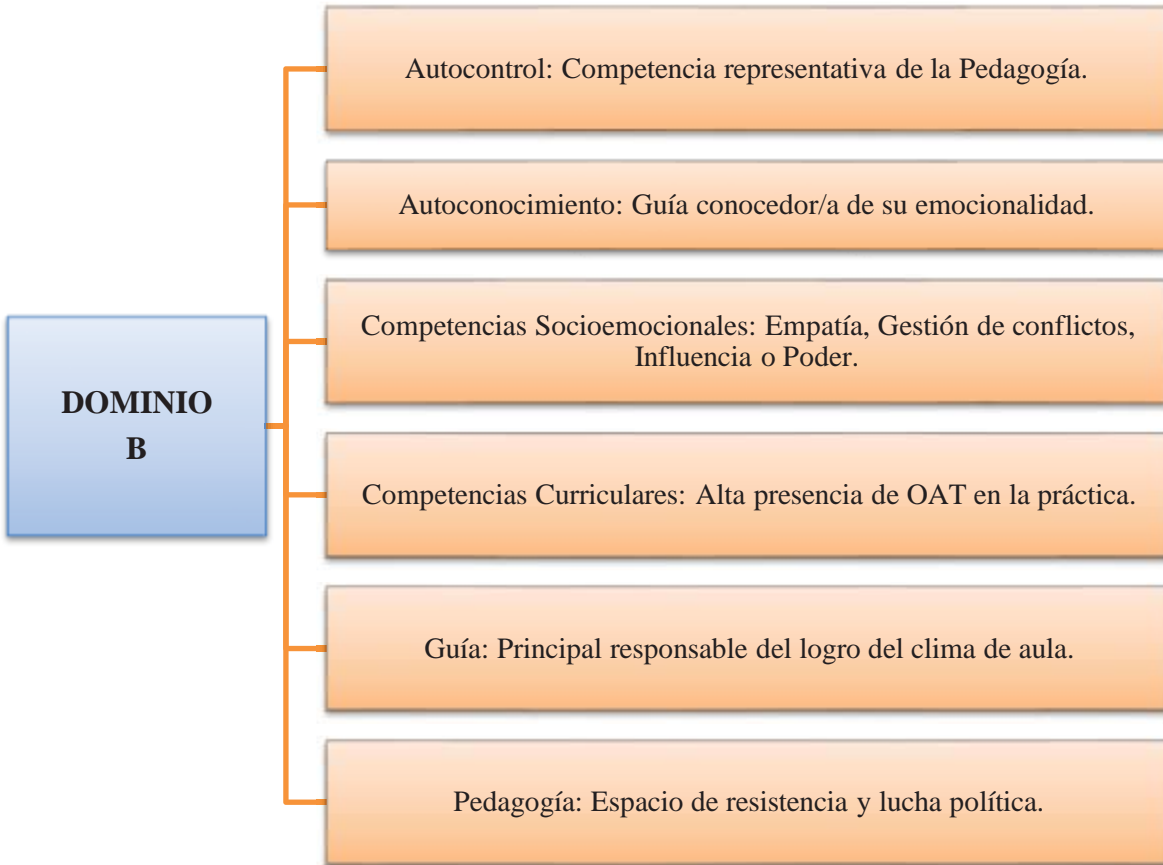 Autocontrol: Competencia representativa de la Pedagogía.
Autoconocimiento: Guía conocedor/a de su emocionalidad.
Competencias Socioemocionales: Empatía, Gestión de conflictos,
Influencia o Poder.
DOMINIO
B
Competencias Curriculares: Alta presencia de OAT en la práctica.
Guía: Principal responsable del logro del clima de aula.
Pedagogía: Espacio de resistencia y lucha política.